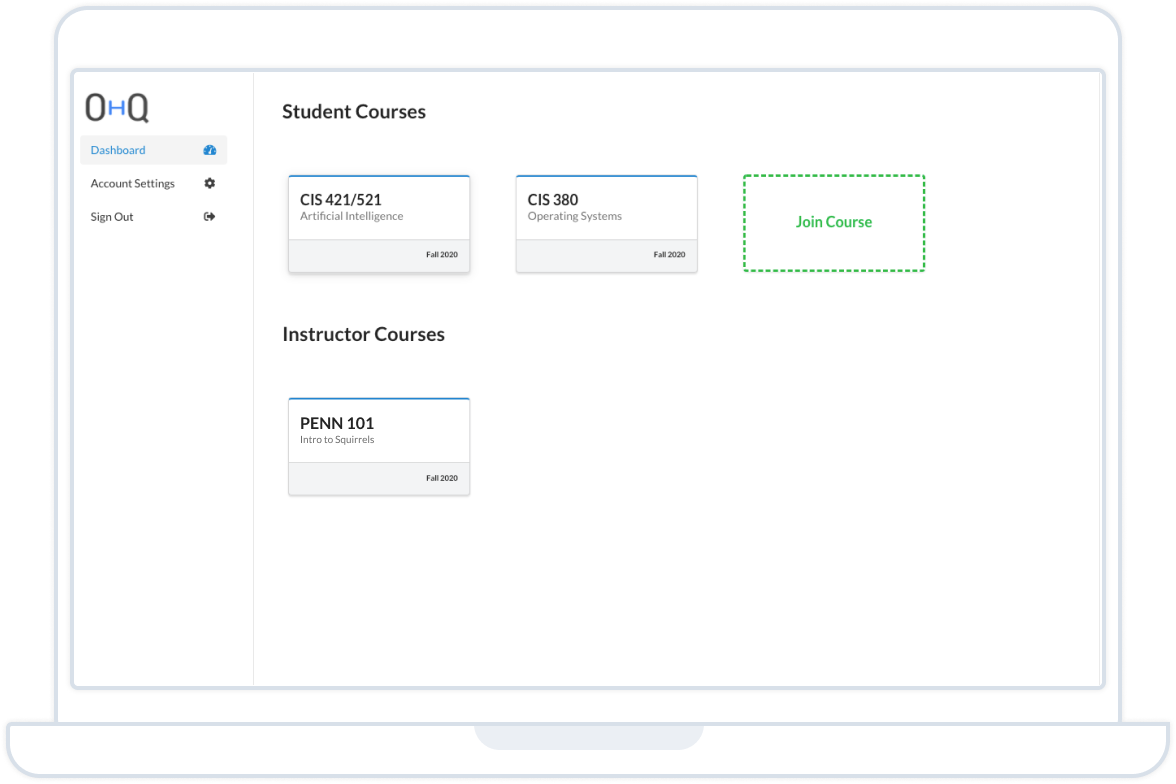 OHQ
Dashboard
Account Settings
Sign Out
Student Courses
CIS 421/521
Artificial Intelligence
Fall 2020
CIS 380
Operating Systems
Fall 2020
Join Course
Instructor Courses
PENN 101
Intro to Squirrels
Fall 2020